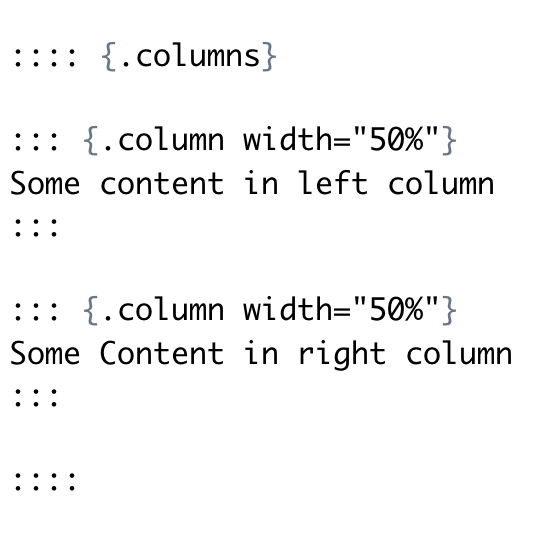 :::: {.columns}
::: {.column width="50%"}
Some content in left column
:::
::: {.column width="50%"}
Some Content in right column
:::
::::